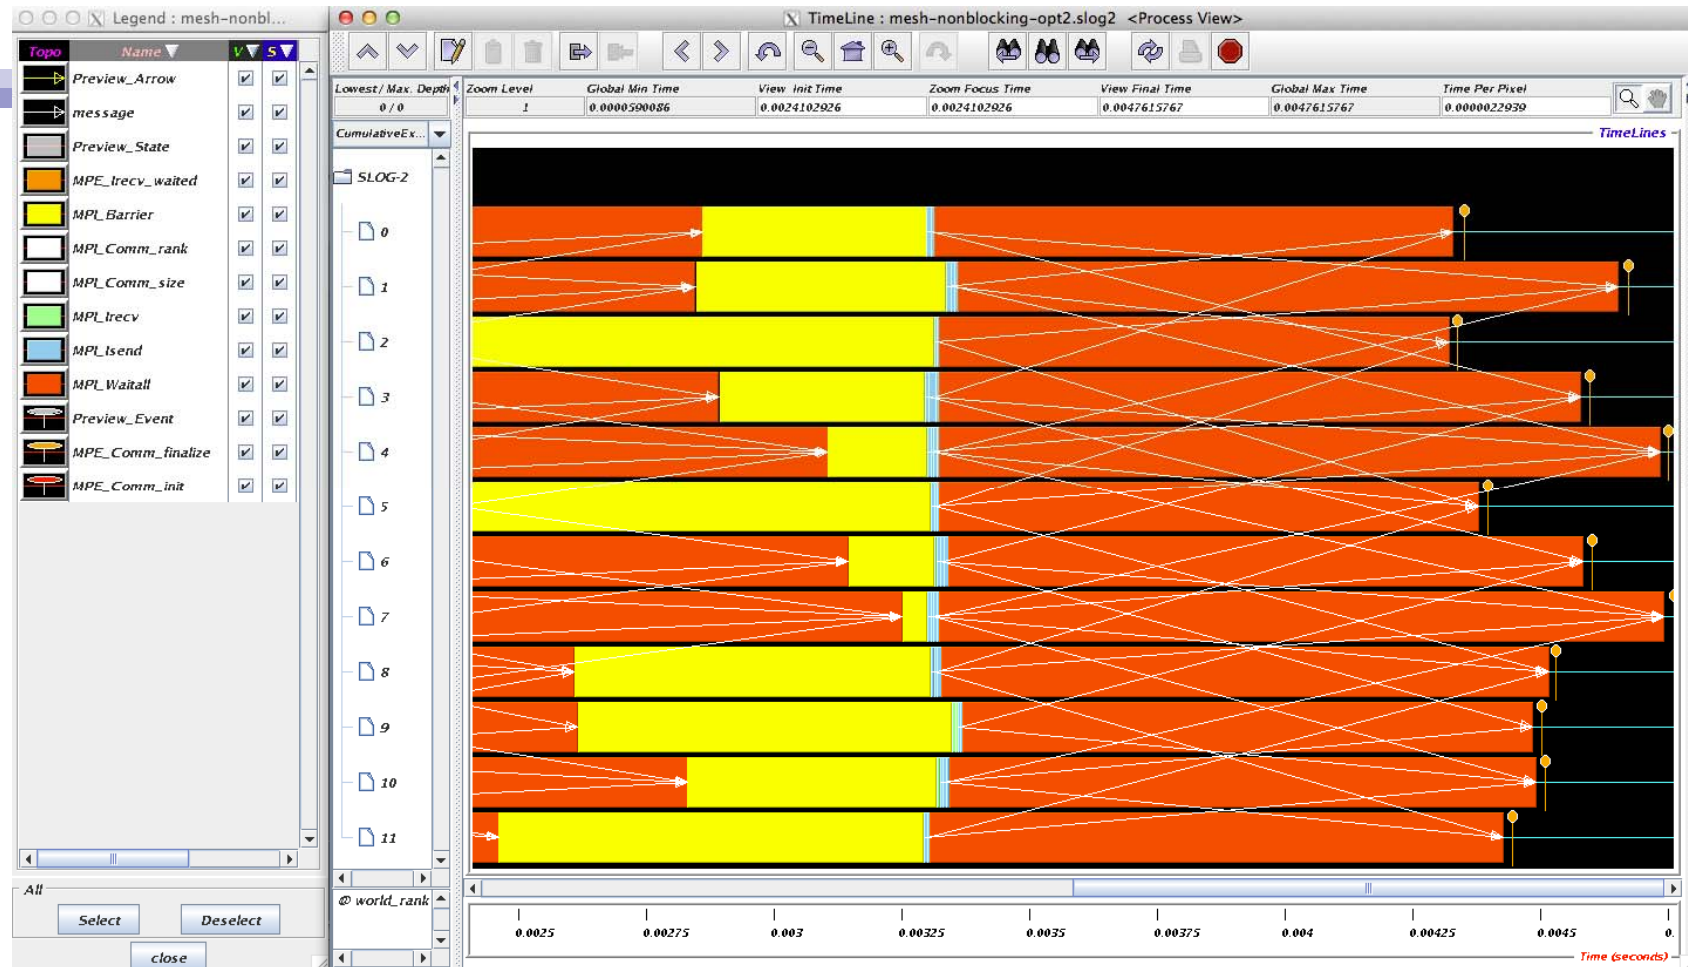 Legend : mesh-nonbl...
Topo Name V S
Preview_Arrow
message
Preview_State
MPE_Irecv_waited
MPI_Barrier
MPI_Comm_rank
MPI_Comm_size
MPI_Irecv
MPI_Isend
MPI_Waitall
Preview_Event
MPE_Comm_finalize
MPE_Comm_init
All
Select Deselect
close
TimeLine : mesh-nonblocking-opt2.slog2 <Process View>
Lowest / Max. Depth Zoom Level Global Min Time View Init Time Zoom Focus Time View Final Time Global Max Time Time Per Pixel
0 / 0 1 0.0000590086 0.0024102926 0.0024102926 0.0047615767 0.0047615767 0.0000022939
CumulativeEx...
TimeLines
SLOG-2
0
1
2
3
4
5
6
7
8
9
10
11
@ world_rank
0.0025 0.00275 0.003 0.00325 0.0035 0.00375 0.004 0.00425 0.0045 0.
Time (seconds)